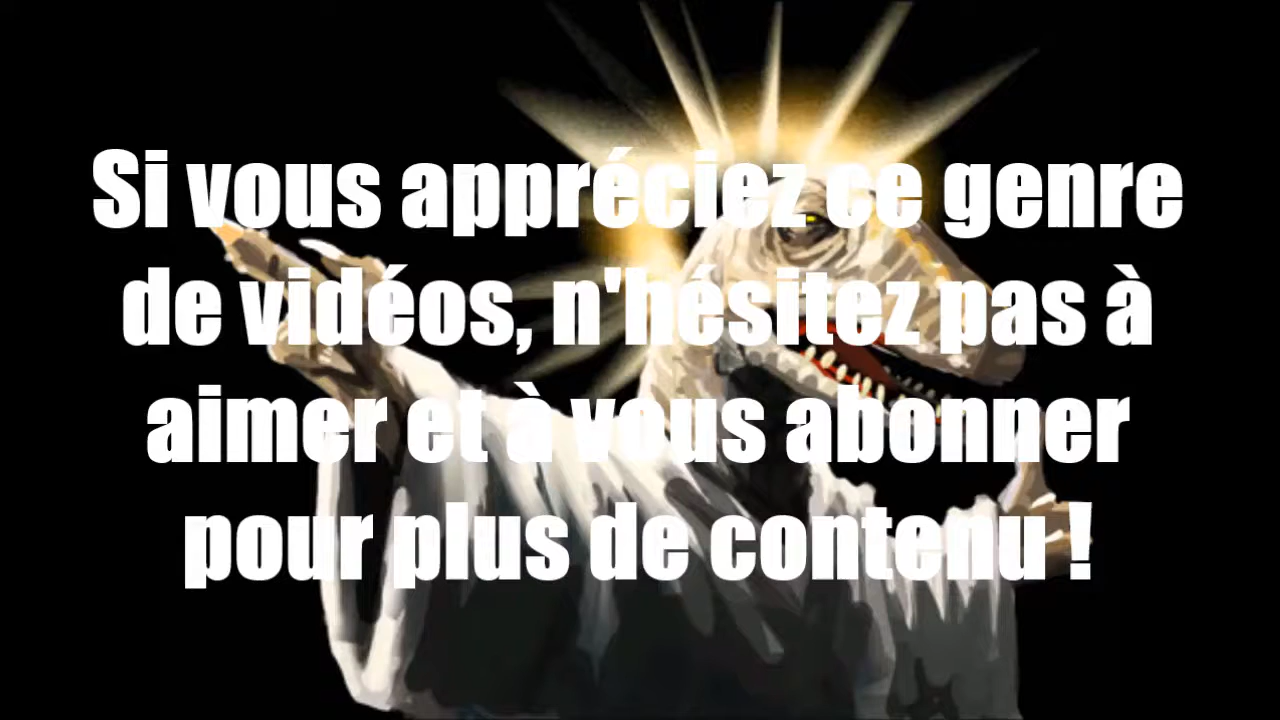 Si vous appréciez ce genre
de vidéos, n'hésitez pas à
aimer et à vous abonner
pour plus de contenu !